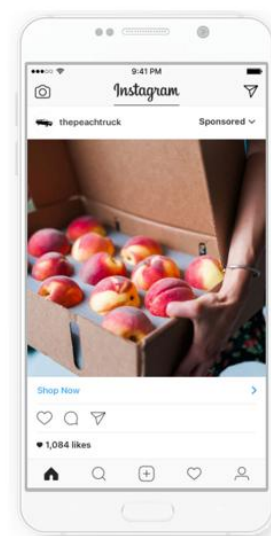 9:41 PM
Instagram
thepeachtruck Sponsored
Shop Now
1,084 likes